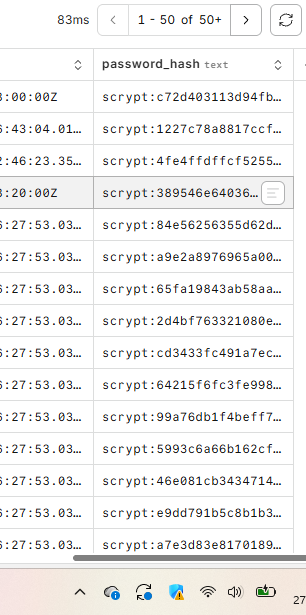 83ms 1 - 50 of 50+
password_hash text
3:00:00Z scrypt:c72d403113d94fb…
6:43:04.01… scrypt:1227c78a8817ccf…
2:46:23.35… scrypt:4fe4ffdffcf5255…
3:20:00Z scrypt:389546e64036…
6:27:53.03… scrypt:84e56256355d62d…
6:27:53.03… scrypt:a9e2a8976965a00…
6:27:53.03… scrypt:65fa19843ab58aa…
6:27:53.03… scrypt:2d4bf763321080e…
6:27:53.03… scrypt:cd3433fc491a7ec…
6:27:53.03… scrypt:64215f6fc3fe998…
6:27:53.03… scrypt:99a76db1f4beff7…
6:27:53.03… scrypt:5993c6a66b162cf…
6:27:53.03… scrypt:46e081cb3434714…
6:27:53.03… scrypt:e9dd791b5c8b1b3…
6:27:53.03… scrypt:a7e3d83e8170189…
27